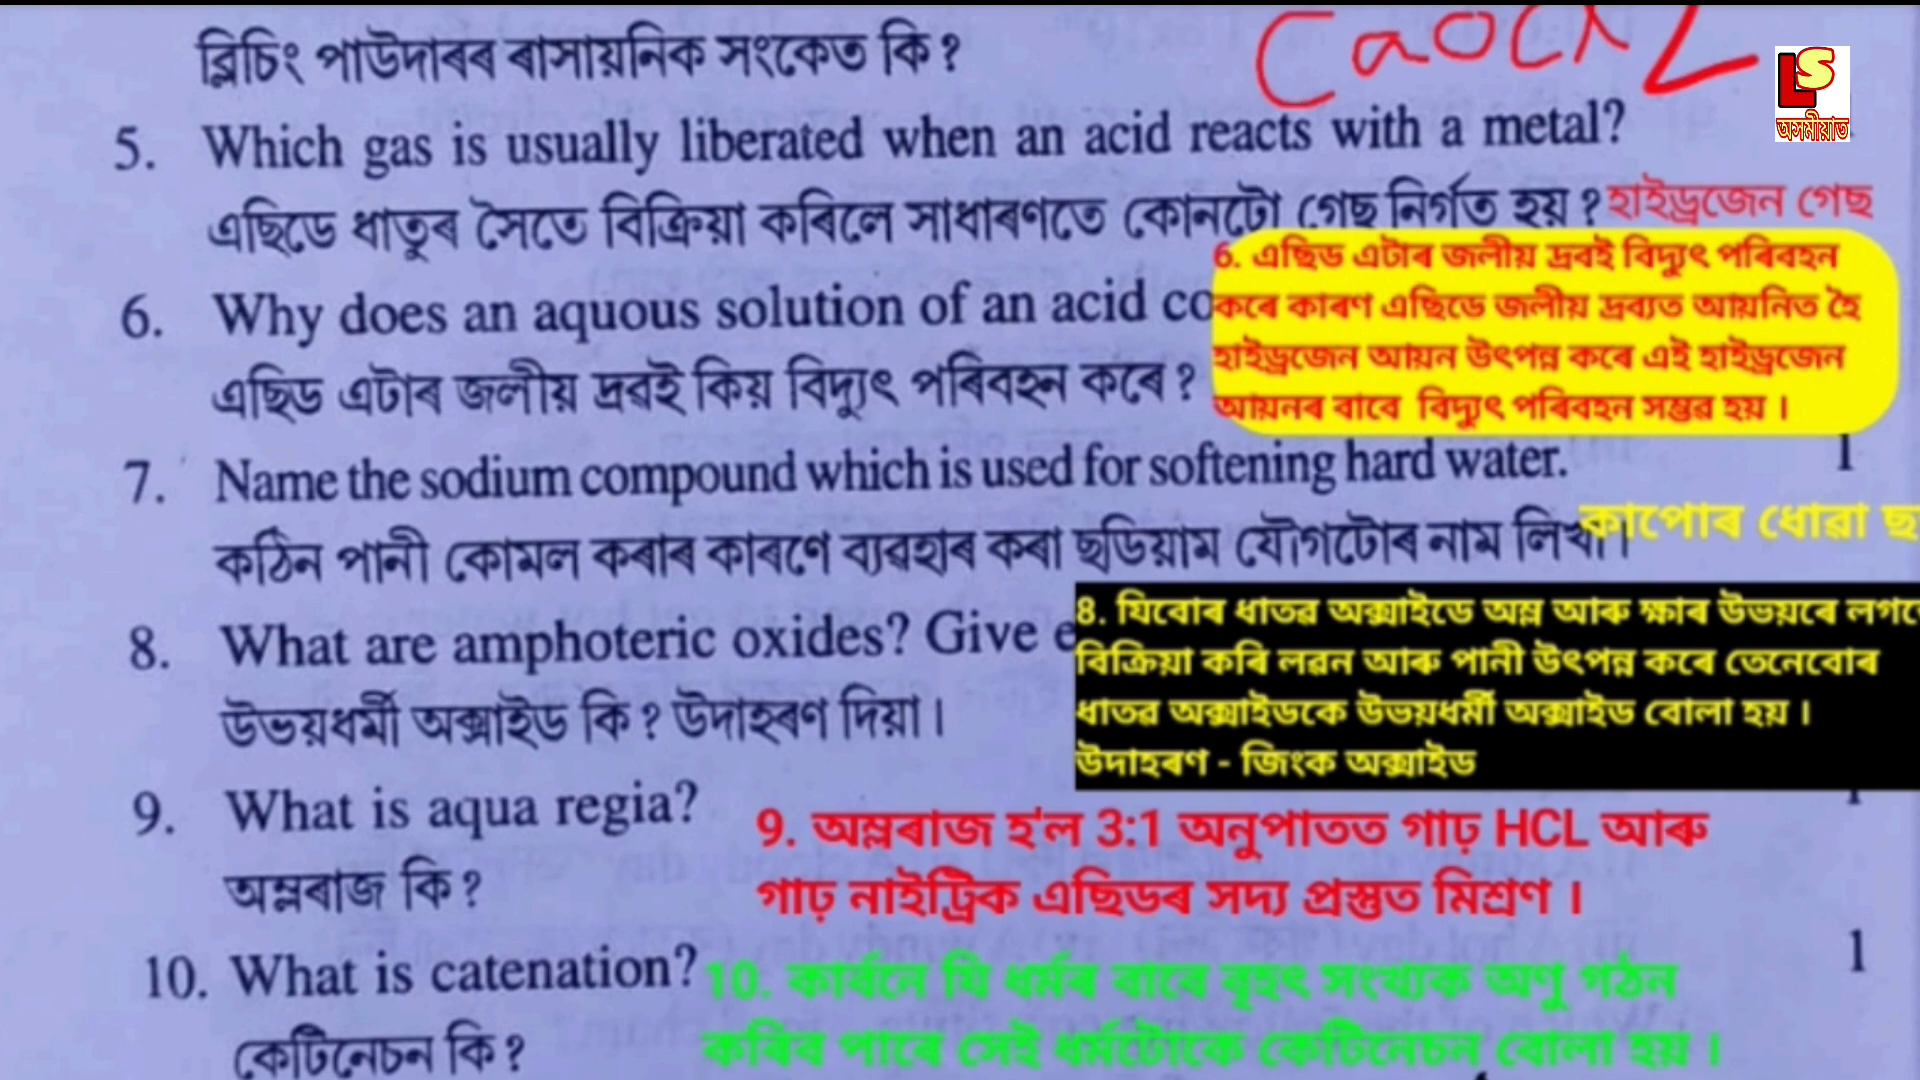 ব্লিচিং পাউদাৰৰ ৰাসায়নিক সংকেত কি ?
CaOCl2
LS
অসমীয়াত
5. Which gas is usually liberated when an acid reacts with a metal?
এছিডে ধাতুৰ সৈতে বিক্ৰিয়া কৰিলে সাধাৰণতে কোনটো গেছ নিৰ্গত হয় ? হাইড্ৰজেন গেছ
6. Why does an aquous solution of an acid co
এছিড এটাৰ জলীয় দ্ৰৱই কিয় বিদ্যুৎ পৰিবহন কৰে ?
6. এছিড এটাৰ জলীয় দ্ৰবই বিদ্যুৎ পৰিবহন
কৰে কাৰণ এছিডে জলীয় দ্ৰব্যত আয়নিত হৈ
হাইড্ৰজেন আয়ন উৎপন্ন কৰে এই হাইড্ৰজেন
আয়নৰ বাবে বিদ্যুৎ পৰিবহন সম্ভৱ হয় ।
7. Name the sodium compound which is used for softening hard water. 1
কঠিন পানী কোমল কৰাৰ কাৰণে ব্যৱহাৰ কৰা ছডিয়াম যৌগটোৰ নাম লিখা।
কাপোৰ ধোৱা ছ
8. What are amphoteric oxides? Give e
উভয়ধৰ্মী অক্সাইড কি ? উদাহৰণ দিয়া।
8. যিবোৰ ধাতৱ অক্সাইডে অম্ল আৰু ক্ষাৰ উভয়ৰে লগতে
বিক্ৰিয়া কৰি লৱন আৰু পানী উৎপন্ন কৰে তেনেবোৰ
ধাতৱ অক্সাইডকে উভয়ধৰ্মী অক্সাইড বোলা হয় ।
উদাহৰণ - জিংক অক্সাইড
9. What is aqua regia?
অম্লৰাজ কি ?
9. অম্লৰাজ হ'ল 3:1 অনুপাতত গাঢ় HCL আৰু
গাঢ় নাইট্ৰিক এছিডৰ সদ্য প্ৰস্তুত মিশ্ৰণ ।
10. What is catenation? 1
কেটিনেচন কি ?
10. কাৰ্বনে যি ধৰ্মৰ বাবে বৃহৎ সংখ্যক অণু গঠন
কৰিব পাৰে সেই ধৰ্মটোকে কেটিনেচন বোলা হয় ।